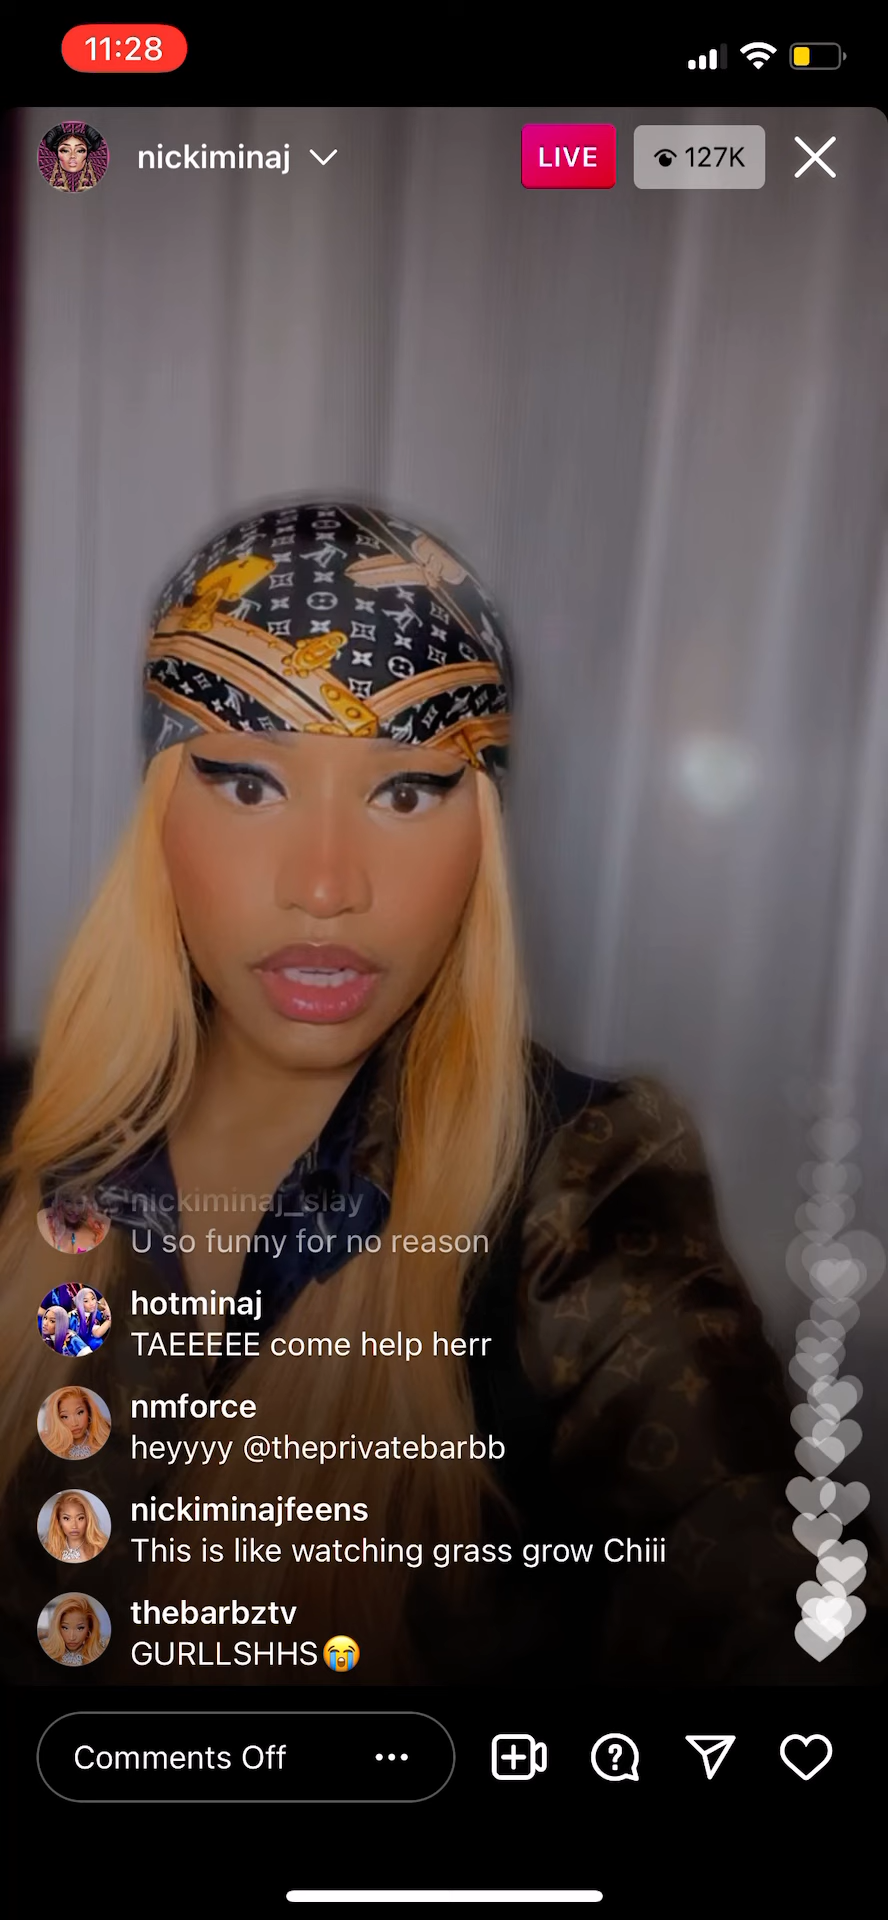 11:28
nickiminaj
LIVE
127K
nickiminaj_slay
U so funny for no reason
hotminaj
TAEEEEE come help herr
nmforce
heyyyy @theprivatebarbb
nickiminajfeens
This is like watching grass grow Chiii
thebarbztv
GURLLSHHS😭
Comments Off